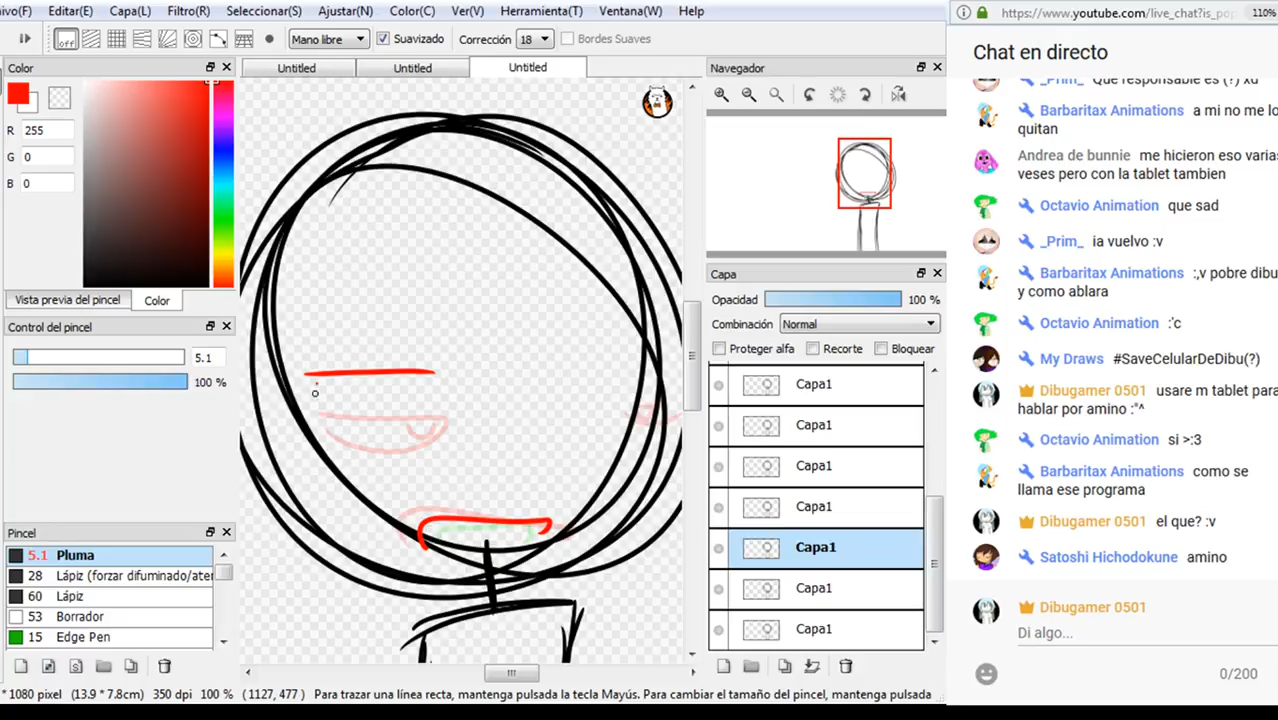 ivo(F) Editar(E) Capa(L) Filtro(R) Seleccionar(S) Ajustar(N) Color(C) Ver(V) Herramienta(T) Ventana(W) Help
off Mano libre Suavizado Corrección 18 Bordes Suaves
Color
R 255
G 0
B 0
Vista previa del pincel Color
Control del pincel
5.1
100 %
Pincel
5.1 Pluma
28 Lápiz (forzar difuminado/ater
60 Lápiz
53 Borrador
15 Edge Pen
Untitled Untitled Untitled
Navegador
Capa
Opacidad 100 %
Combinación Normal
Proteger alfa Recorte Bloquear
Capa1
Capa1
Capa1
Capa1
Capa1
Capa1
Capa1
* 1080 pixel (13.9 * 7.8cm) 350 dpi 100 % (1127, 477) Para trazar una línea recta, mantenga pulsada la tecla Mayús. Para cambiar el tamaño del pincel, mantenga pulsada
https://www.youtube.com/live_chat?is_pop 110%
Chat en directo
_Prim_ Que responsable es (?) xd
Barbaritax Animations a mi no me lo
quitan
Andrea de bunnie me hicieron eso varias
veses pero con la tablet tambien
Octavio Animation que sad
_Prim_ ia vuelvo :v
Barbaritax Animations :,v pobre dibu
y como ablara
Octavio Animation :'c
My Draws #SaveCelularDeDibu(?)
Dibugamer 0501 usare m tablet para
hablar por amino :"^
Octavio Animation si >:3
Barbaritax Animations como se
llama ese programa
Dibugamer 0501 el que? :v
Satoshi Hichodokune amino
Dibugamer 0501
Di algo...
0/200